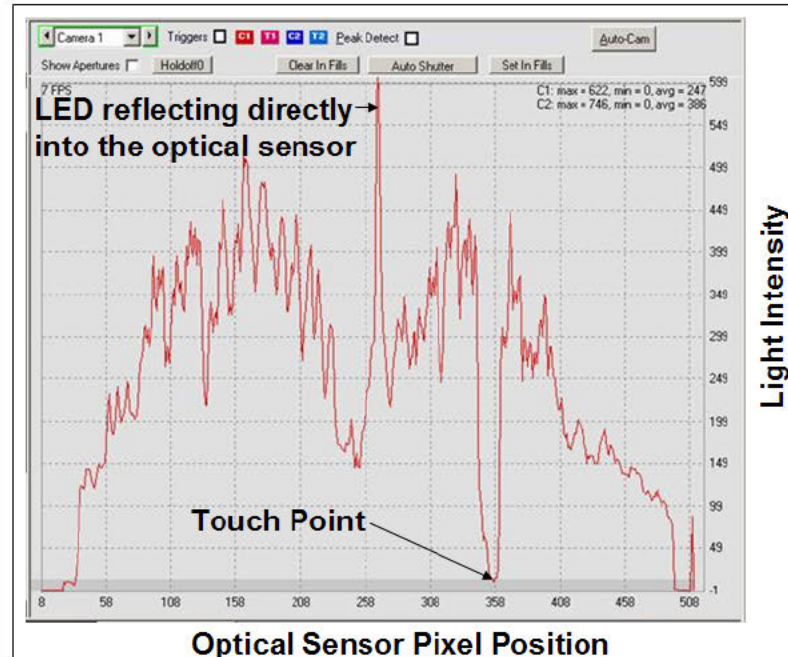 Camera 1 Triggers C1 T1 C2 T2 Peak Detect Auto-Cam
Show Apertures Holdoff0 Clear In Fills Auto Shutter Set In Fills
7 FPS
C1: max = 622, min = 0, avg = 247
C2: max = 746, min = 0, avg = 386
LED reflecting directly
into the optical sensor
599
549
499
449
399
349
299
249
199
149
99
49
-1
Light Intensity
Touch Point
8 58 108 158 208 258 308 358 408 458 508
Optical Sensor Pixel Position